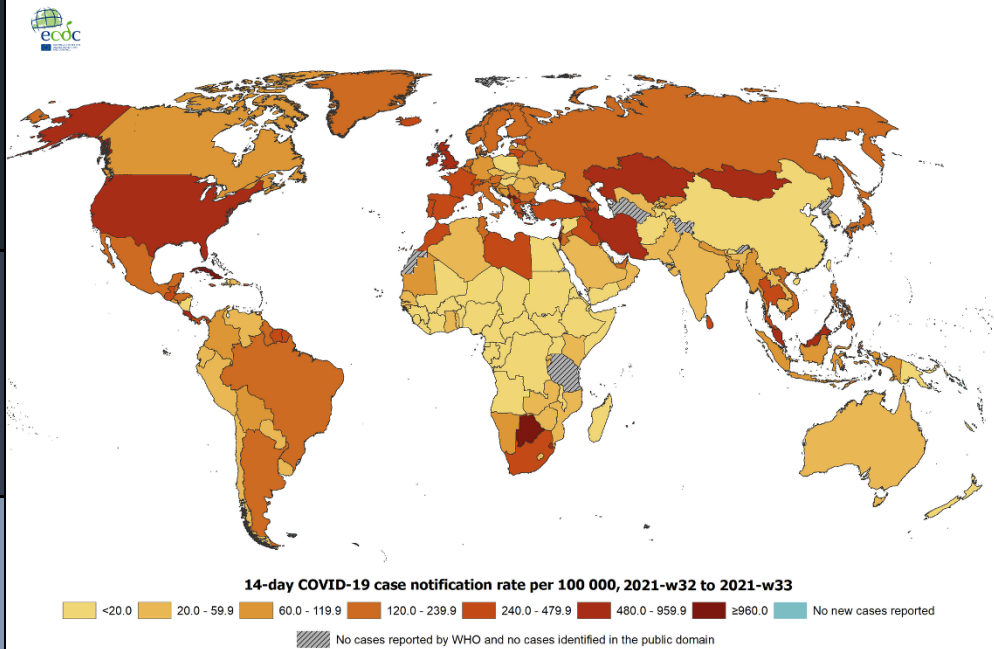 ecdc
14-day COVID-19 case notification rate per 100 000, 2021-w32 to 2021-w33
<20.0 20.0 - 59.9 60.0 - 119.9 120.0 - 239.9 240.0 - 479.9 480.0 - 959.9 ≥960.0 No new cases reported
No cases reported by WHO and no cases identified in the public domain